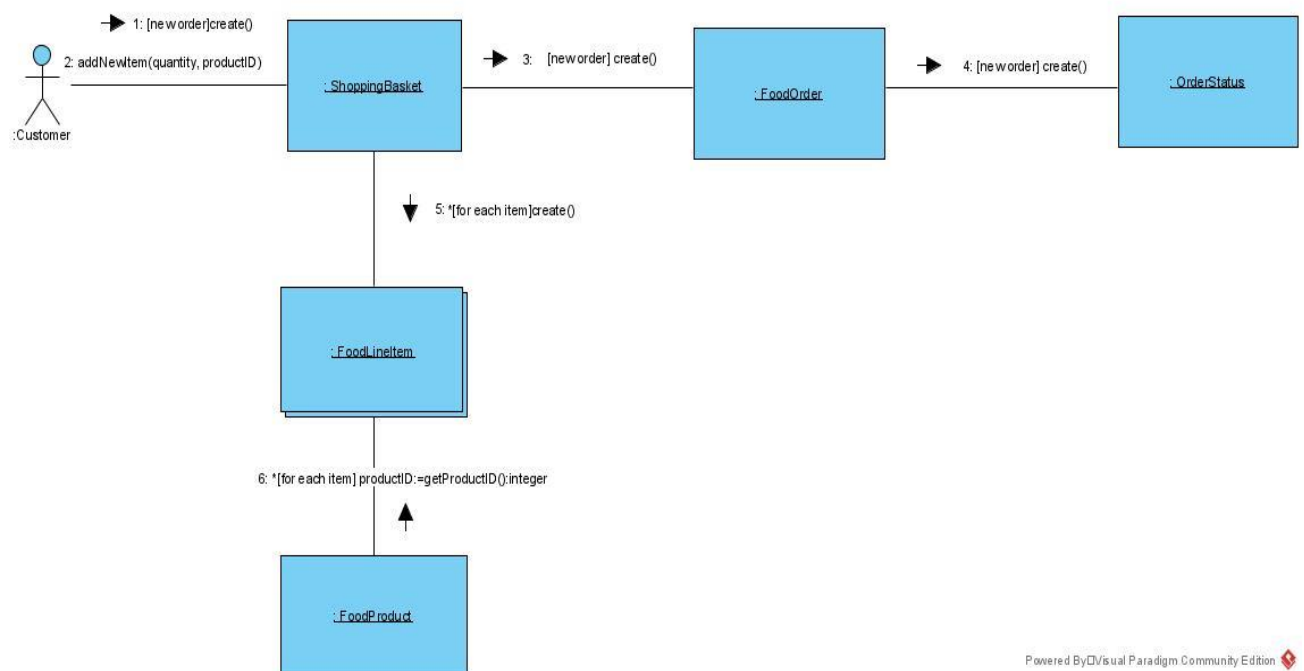 1: [new order]create()
2: addNewItem(quantity, productID)
:Customer
: ShoppingBasket
3: [new order] create()
: FoodOrder
4: [new order] create()
: OrderStatus
5: *[for each item]create()
: FoodLineItem
6: *[for each item] productID:=getProductID():integer
: FoodProduct
Powered By□Visual Paradigm Community Edition